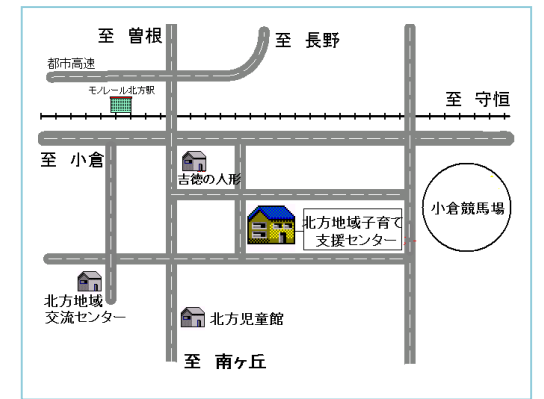 至 曽根
至 長野
都市高速
モノレール北方駅
至 守恒
至 小倉
吉徳の人形
小倉競馬場
北方地域子育て
支援センター
北方地域
交流センター
北方児童館
至 南ヶ丘